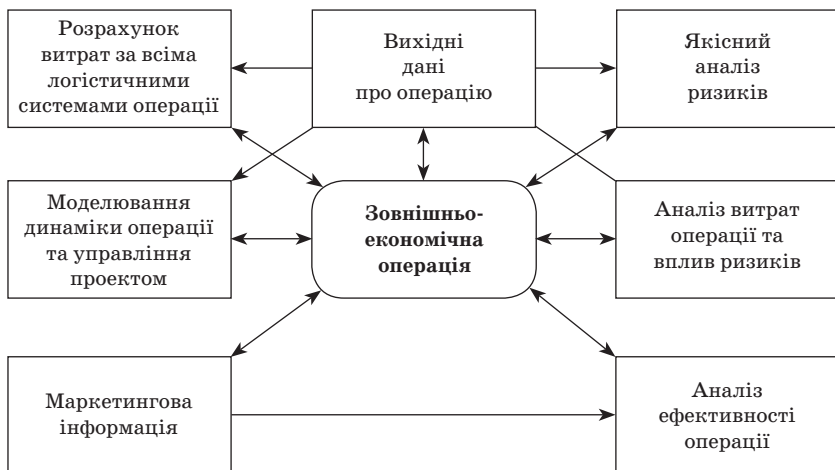 Розрахунок
витрат за всіма
логістичними
системами операції
Вихідні
дані
про операцію
Якісний
аналіз
ризиків
Моделювання
динаміки операції
та управління
проектом
Зовнішньо-
економічна
операція
Аналіз витрат
операції та
вплив ризиків
Маркетингова
інформація
Аналіз
ефективності
операції